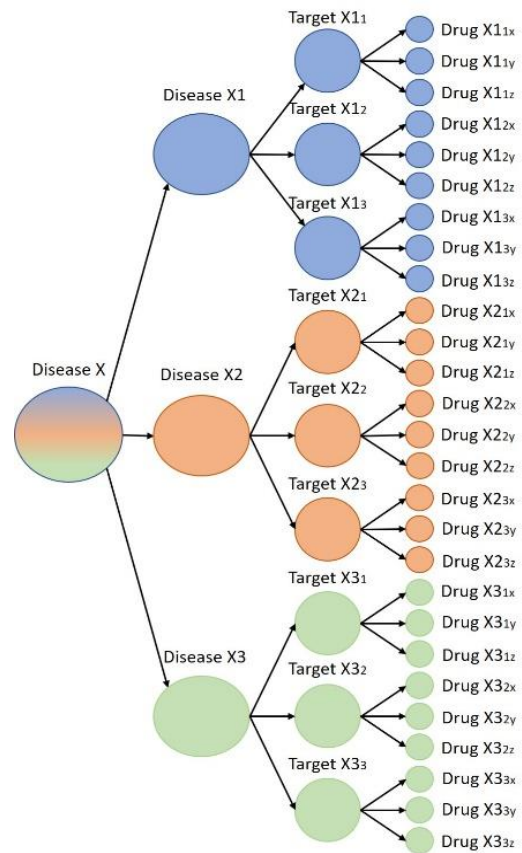 Disease X
Disease X1
Disease X2
Disease X3
Target X1₁
Target X1₂
Target X1₃
Target X2₁
Target X2₂
Target X2₃
Target X3₁
Target X3₂
Target X3₃
Drug X1₁ₓ
Drug X1₁y
Drug X1₁z
Drug X1₂ₓ
Drug X1₂y
Drug X1₂z
Drug X1₃ₓ
Drug X1₃y
Drug X1₃z
Drug X2₁ₓ
Drug X2₁y
Drug X2₁z
Drug X2₂ₓ
Drug X2₂y
Drug X2₂z
Drug X2₃ₓ
Drug X2₃y
Drug X2₃z
Drug X3₁ₓ
Drug X3₁y
Drug X3₁z
Drug X3₂ₓ
Drug X3₂y
Drug X3₂z
Drug X3₃ₓ
Drug X3₃y
Drug X3₃z